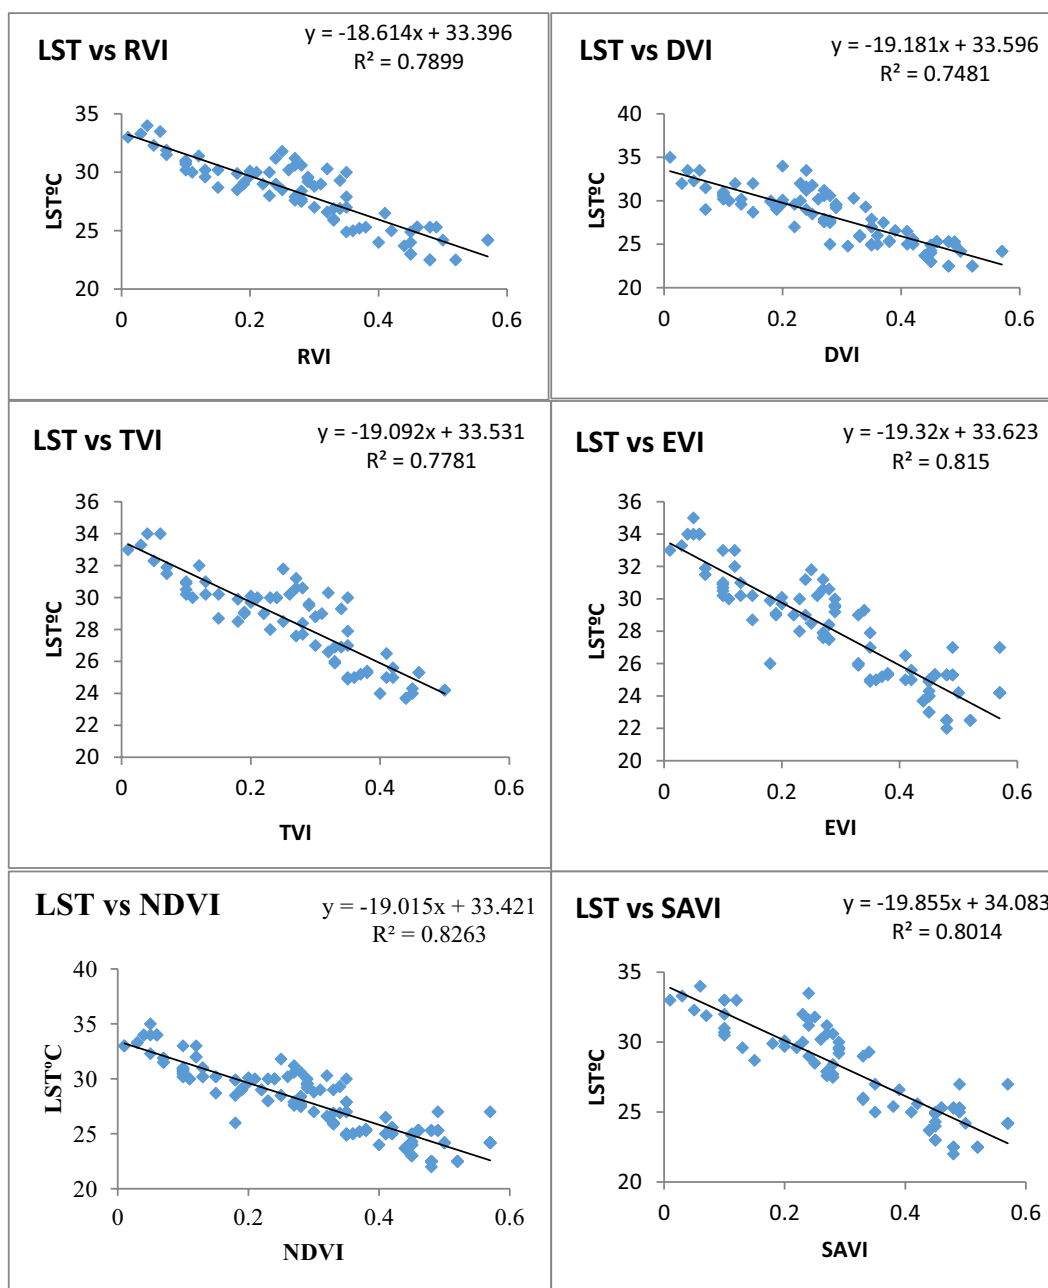 LST vs RVI
y = -18.614x + 33.396
R² = 0.7899
LSTºC
35
30
25
20
0 0.2 0.4 0.6
RVI
LST vs DVI
y = -19.181x + 33.596
R² = 0.7481
LSTºC
40
35
30
25
20
0 0.2 0.4 0.6
DVI
LST vs TVI
y = -19.092x + 33.531
R² = 0.7781
LSTºC
36
34
32
30
28
26
24
22
20
0 0.2 0.4 0.6
TVI
LST vs EVI
y = -19.32x + 33.623
R² = 0.815
LSTºC
36
34
32
30
28
26
24
22
20
0 0.2 0.4 0.6
EVI
LST vs NDVI
y = -19.015x + 33.421
R² = 0.8263
LSTºC
40
35
30
25
20
0 0.2 0.4 0.6
NDVI
LST vs SAVI
y = -19.855x + 34.083
R² = 0.8014
LSTºC
35
30
25
20
0 0.2 0.4 0.6
SAVI